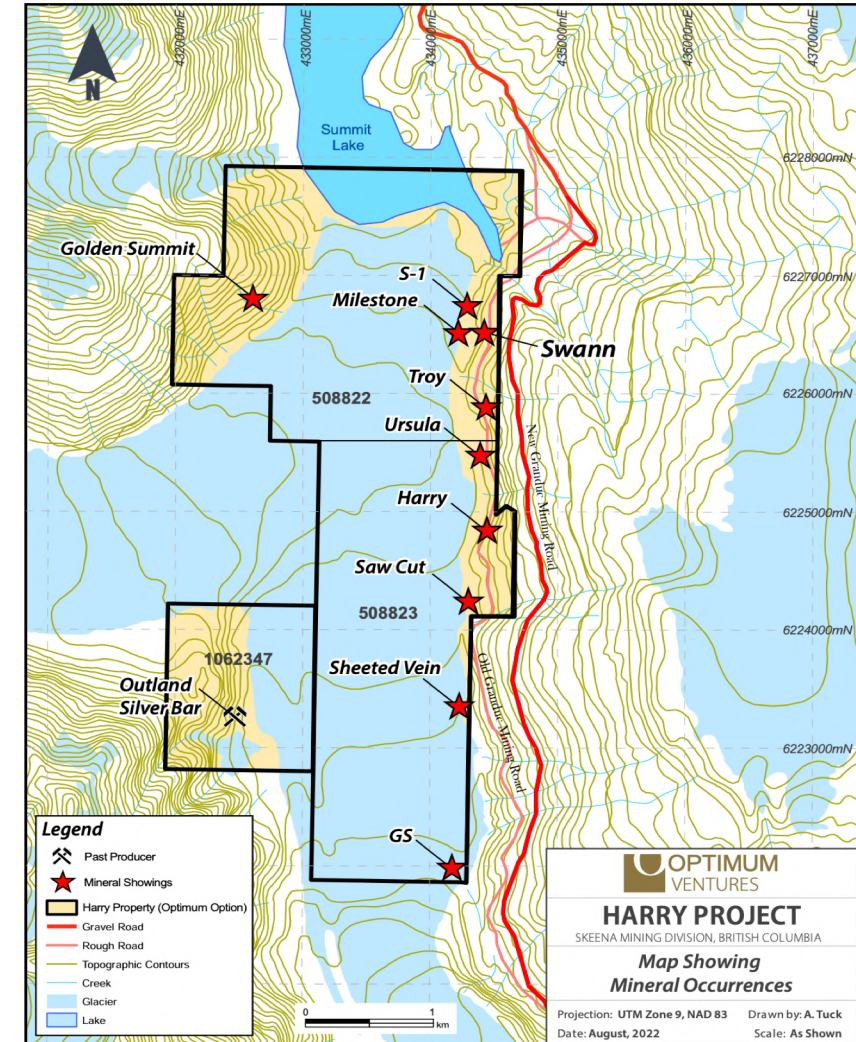 432000mE
433000mE
434000mE
435000mE
436000mE
437000mE
N
Summit
Lake
6228000mN
Golden Summit
S-1
6227000mN
Milestone
Swann
Troy
508822
6226000mN
Ursula
New Granduc Mining Road
Harry
6225000mN
Saw Cut
508823
6224000mN
1062347
Outland
Silver Bar
Sheeted Vein
Old Granduc Mining Road
6223000mN
GS
Legend
Past Producer
Mineral Showings
Harry Property (Optimum Option)
Gravel Road
Rough Road
Topographic Contours
Creek
Glacier
Lake
0 1
km
OPTIMUM
VENTURES
HARRY PROJECT
SKEENA MINING DIVISION, BRITISH COLUMBIA
Map Showing
Mineral Occurrences
Projection: UTM Zone 9, NAD 83 Drawn by: A. Tuck
Date: August, 2022 Scale: As Shown